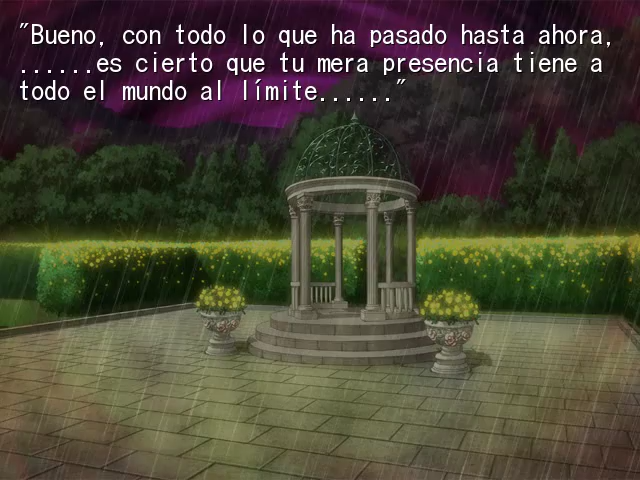 "Bueno, con todo lo que ha pasado hasta ahora,
......es cierto que tu mera presencia tiene a
todo el mundo al límite......"